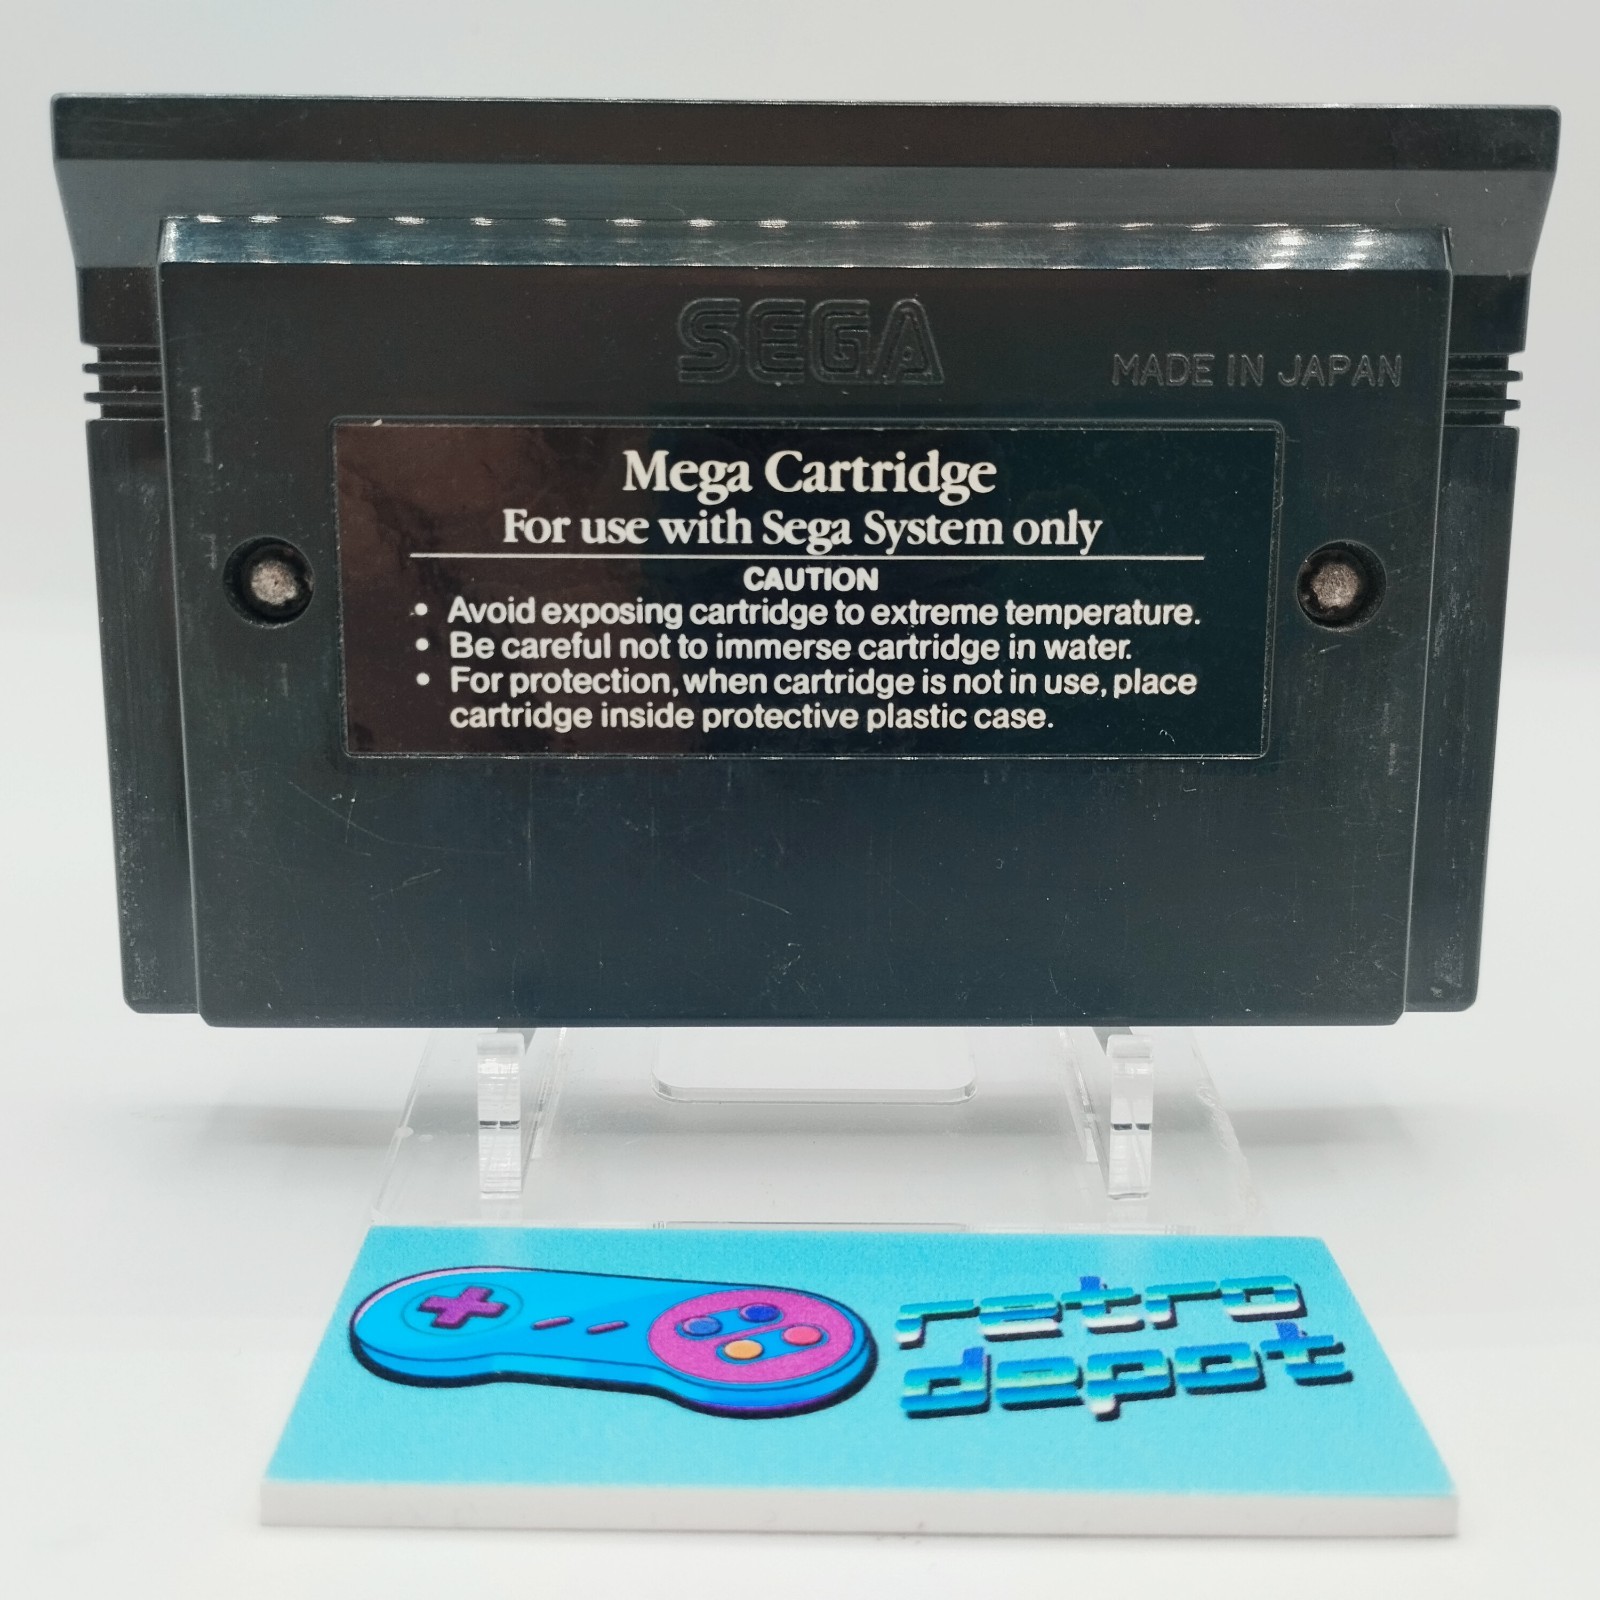 SEGA
MADE IN JAPAN
Mega Cartridge
For use with Sega System only
CAUTION
• Avoid exposing cartridge to extreme temperature.
• Be careful not to immerse cartridge in water.
• For protection, when cartridge is not in use, place
cartridge inside protective plastic case.
retro
depot